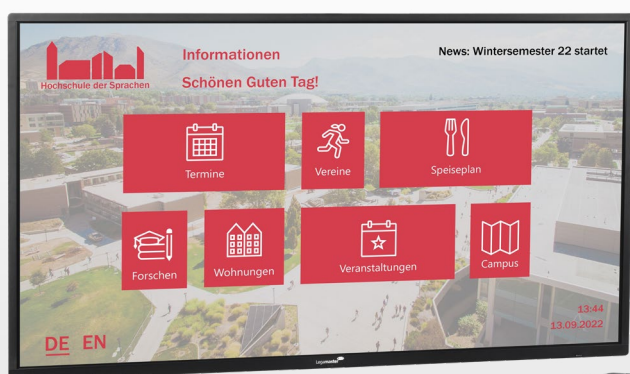 Informationen
News: Wintersemester 22 startet
Hochschule der Sprachen
Schönen Guten Tag!
Termine
Vereine
Speiseplan
Forschen
Wohnungen
Veranstaltungen
Campus
13:44
13.09.2022
DE EN
Legamaster